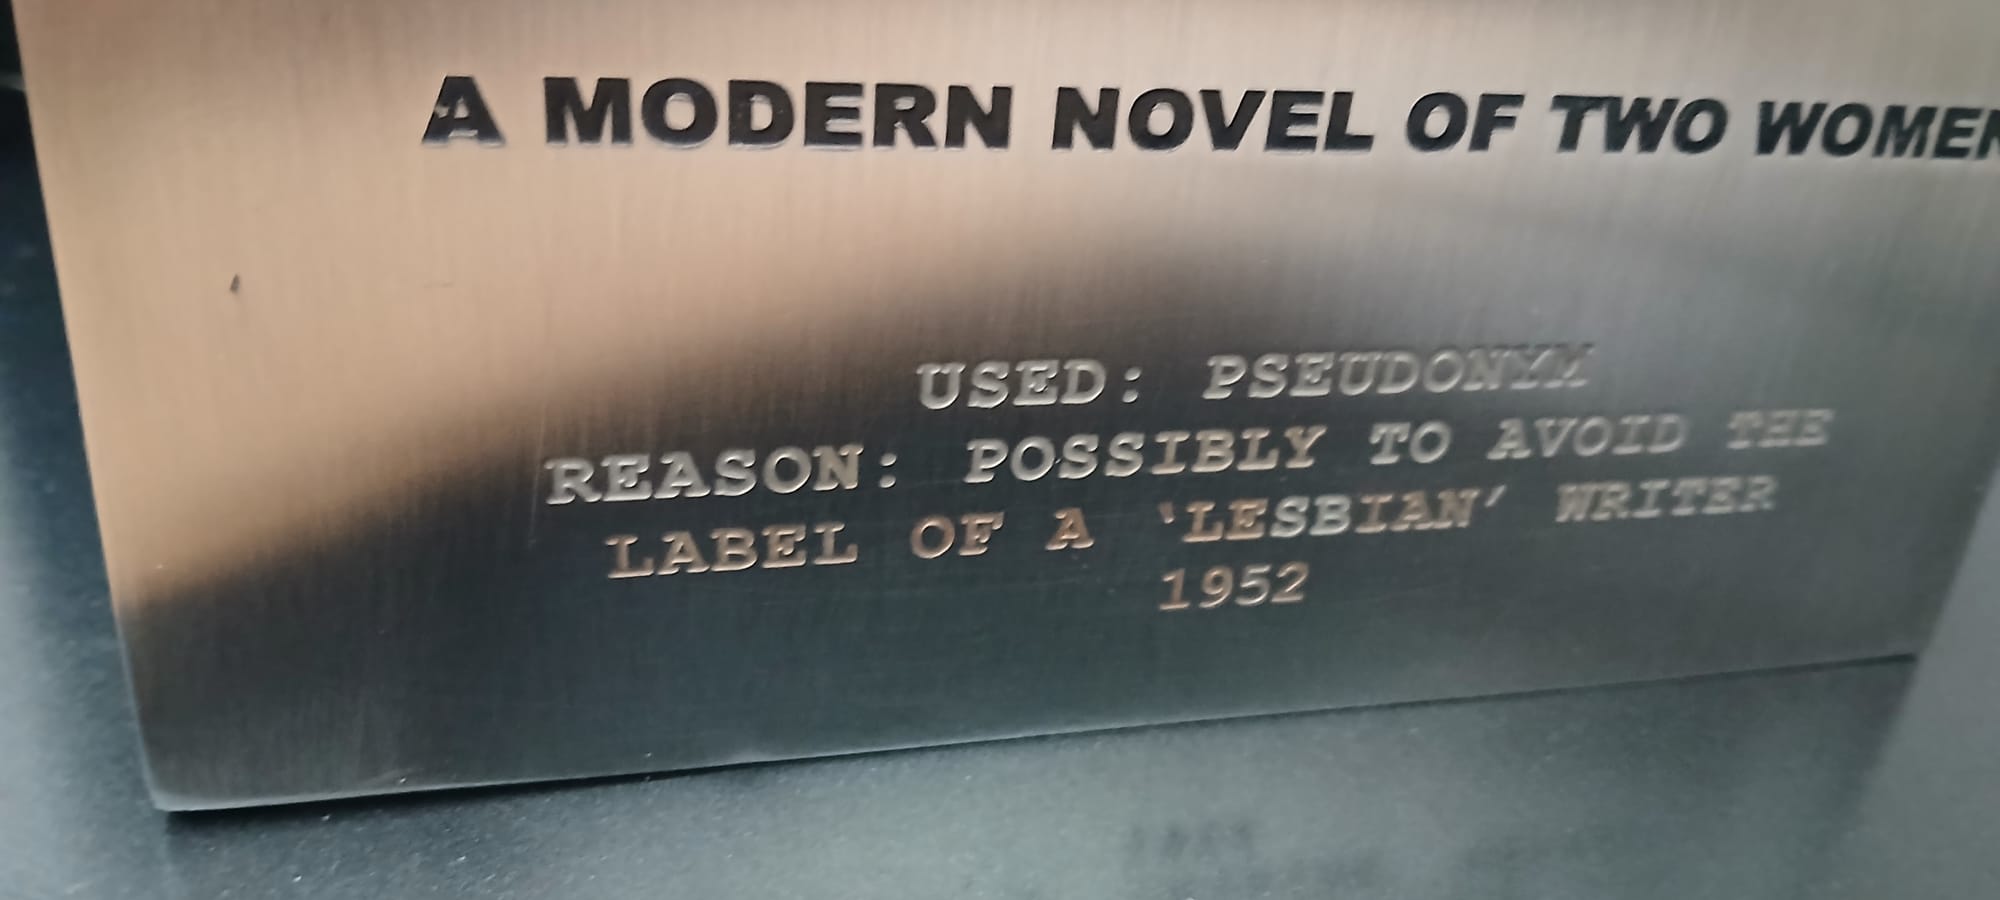 A MODERN NOVEL OF TWO WOMEN
USED: PSEUDONYM
REASON: POSSIBLY TO AVOID THE
LABEL OF A 'LESBIAN' WRITER
1952